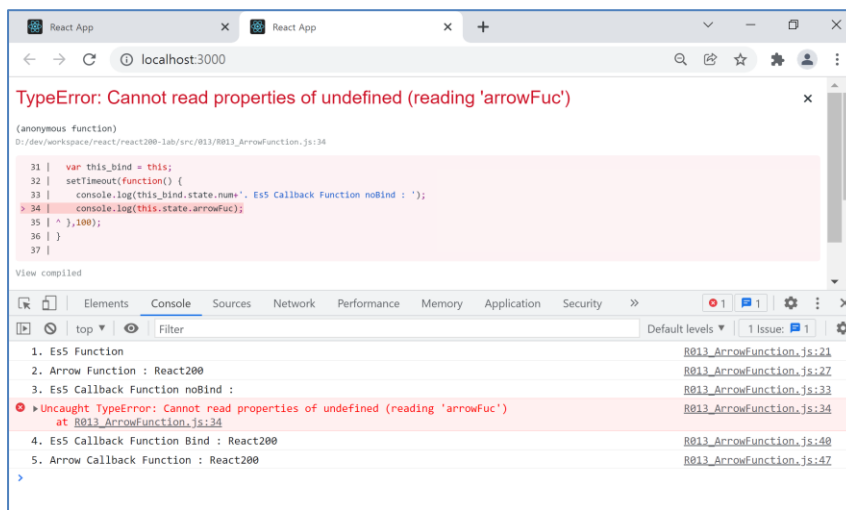 React App
React App
localhost:3000
TypeError: Cannot read properties of undefined (reading 'arrowFuc')
(anonymous function)
D:/dev/workspace/react/react200-lab/src/013/R013_ArrowFunction.js:34
31 | var this_bind = this;
32 | setTimeout(function() {
33 | console.log(this_bind.state.num+'. Es5 Callback Function noBind : ');
> 34 | console.log(this.state.arrowFuc);
35 | ^ },100);
36 | }
37 |
View compiled
Elements Console Sources Network Performance Memory Application Security » 1 1
top ▼ Filter Default levels ▼ 1 Issue: 1
1. Es5 Function R013_ArrowFunction.js:21
2. Arrow Function : React200 R013_ArrowFunction.js:27
3. Es5 Callback Function noBind : R013_ArrowFunction.js:33
▶Uncaught TypeError: Cannot read properties of undefined (reading 'arrowFuc') R013_ArrowFunction.js:34
at R013_ArrowFunction.js:34
4. Es5 Callback Function Bind : React200 R013_ArrowFunction.js:40
5. Arrow Callback Function : React200 R013_ArrowFunction.js:47
>